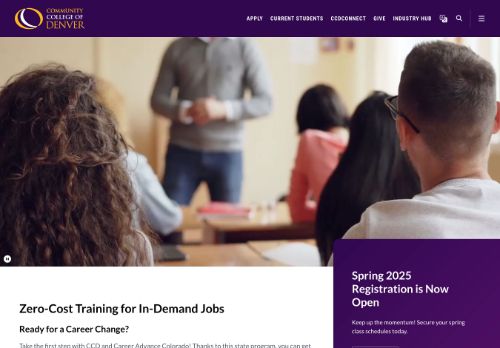 COMMUNITY
COLLEGE OF
DENVER
APPLY CURRENT STUDENTS CCDCONNECT GIVE INDUSTRY HUB
Spring 2025
Registration is Now
Open
Keep up the momentum! Secure your spring
class schedules today.
Zero-Cost Training for In-Demand Jobs
Ready for a Career Change?
Take the first step with CCD and Career Advance Colorado! Thanks to this state program, you can get